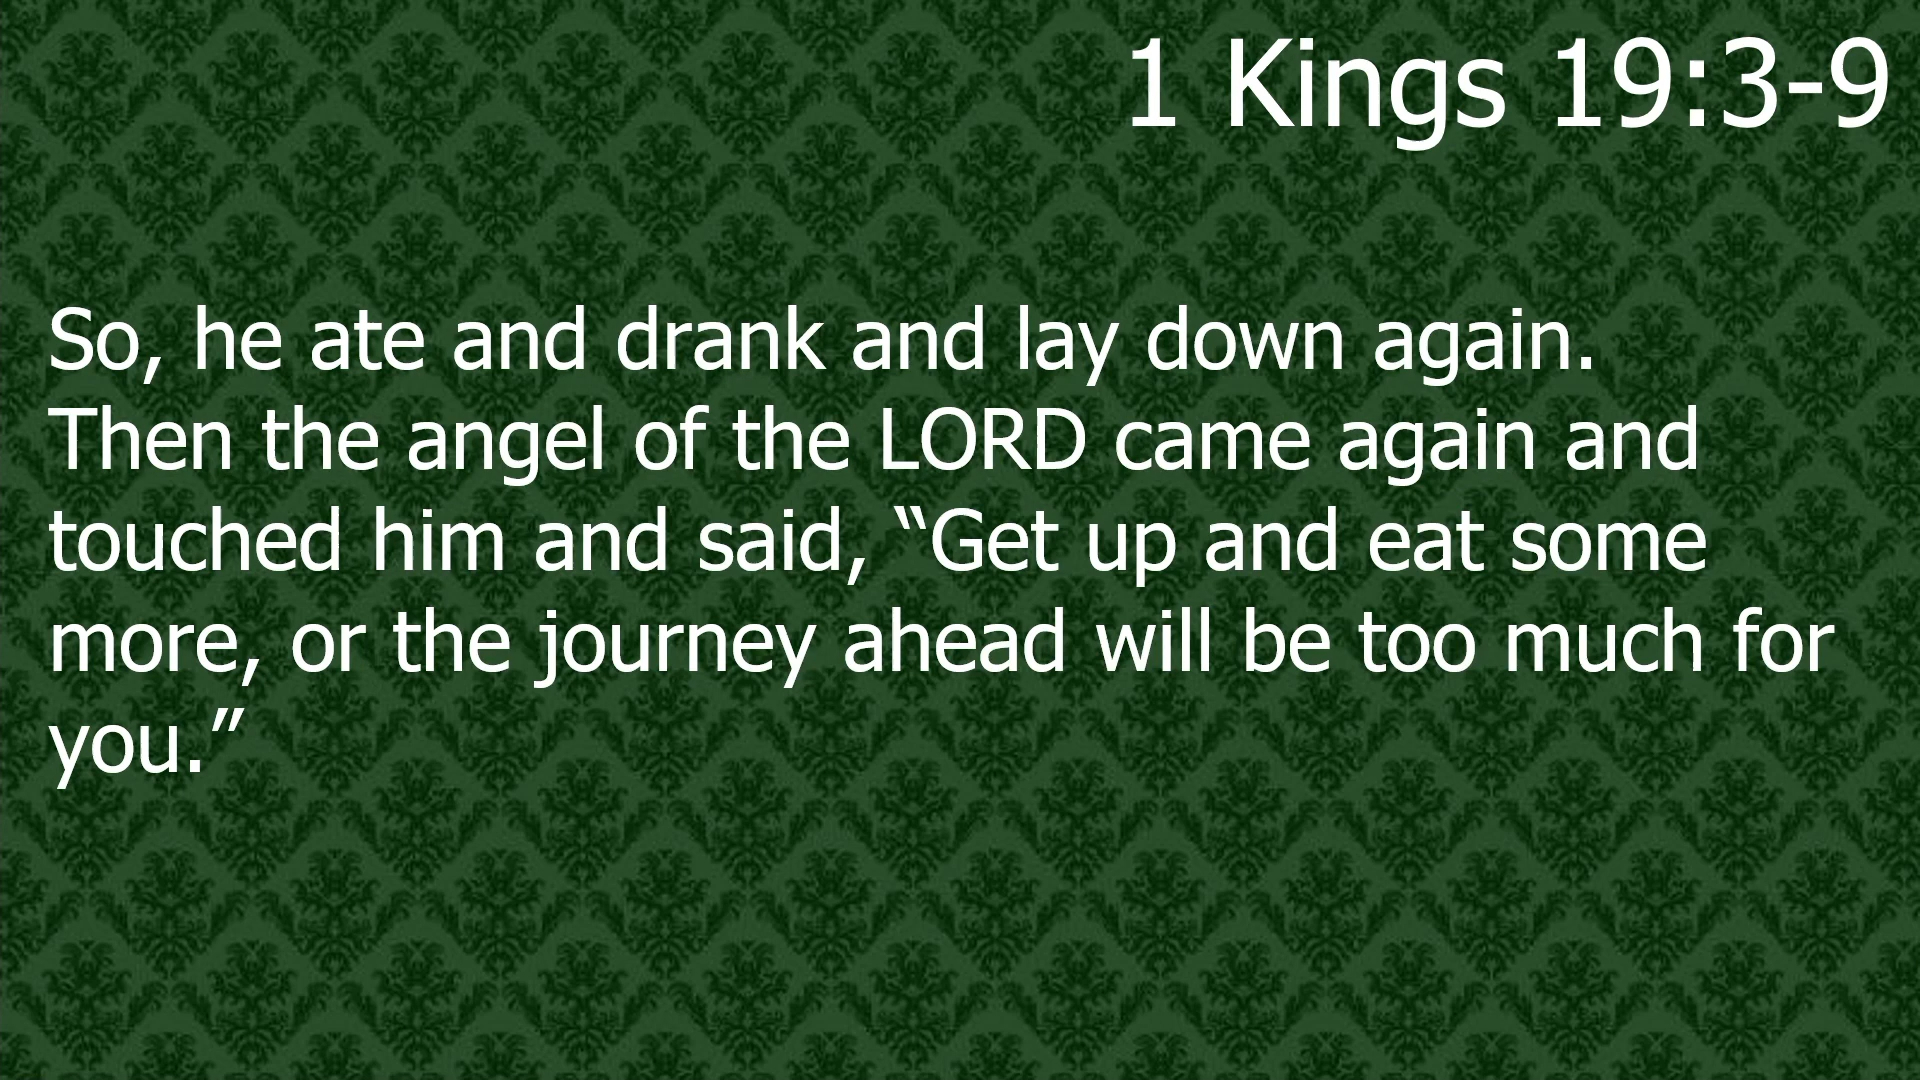 1 Kings 19:3-9
So, he ate and drank and lay down again.
Then the angel of the LORD came again and
touched him and said, “Get up and eat some
more, or the journey ahead will be too much for
you.”